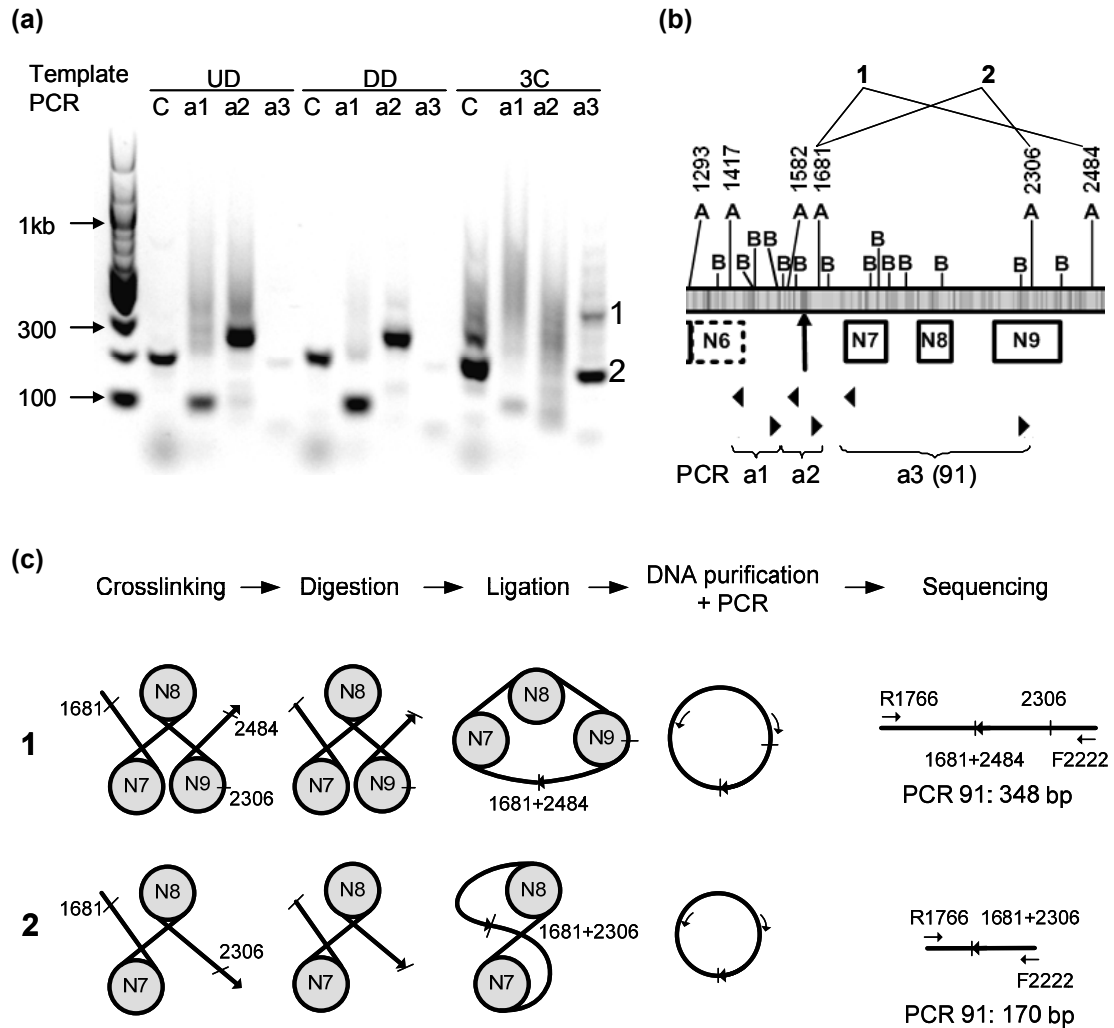 (a)
Template UD DD 3C
PCR C a1 a2 a3 C a1 a2 a3 C a1 a2 a3
1kb
300
100
1
2
(b)
1 2
1293 1417 1582 1681 2306 2484
A A A A A A
B B B B B B B B B B B B B
N6 N7 N8 N9
PCR a1 a2 a3 (91)
(c)
Crosslinking Digestion Ligation DNA purification + PCR Sequencing
1
1681 N8 2484 N7 N9 2306
N8 N7 N9
N8 N7 N9 1681+2484
R1766 2306
1681+2484 F2222
PCR 91: 348 bp
2
1681 N8 2306 N7
N8 N7
N8 1681+2306 N7
R1766 1681+2306
F2222
PCR 91: 170 bp